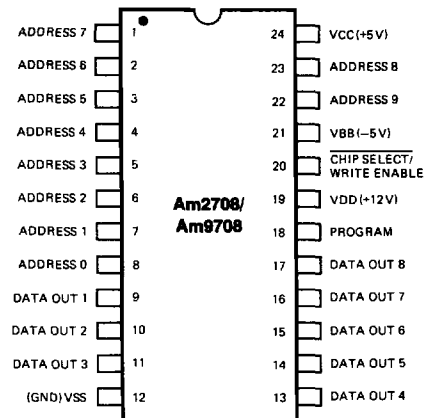 ADDRESS 7 1 24 VCC(+5V)
ADDRESS 6 2 23 ADDRESS 8
ADDRESS 5 3 22 ADDRESS 9
ADDRESS 4 4 21 VBB(−5V)
ADDRESS 3 5 20 CHIP SELECT/
WRITE ENABLE
ADDRESS 2 6 Am2708/ 19 VDD(+12V)
ADDRESS 1 7 Am9708 18 PROGRAM
ADDRESS 0 8 17 DATA OUT 8
DATA OUT 1 9 16 DATA OUT 7
DATA OUT 2 10 15 DATA OUT 6
DATA OUT 3 11 14 DATA OUT 5
(GND) VSS 12 13 DATA OUT 4